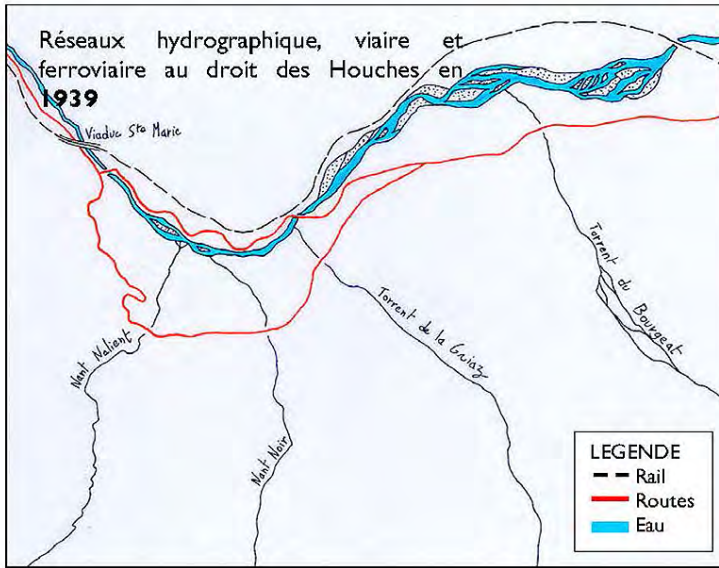 Réseaux hydrographique, viaire et
ferroviaire au droit des Houches en
1939
Viaduc Ste Marie
Nant Nalient
Nant Noir
Torrent de la Griaz
Torrent du Bourgeat
LEGENDE
Rail
Routes
Eau